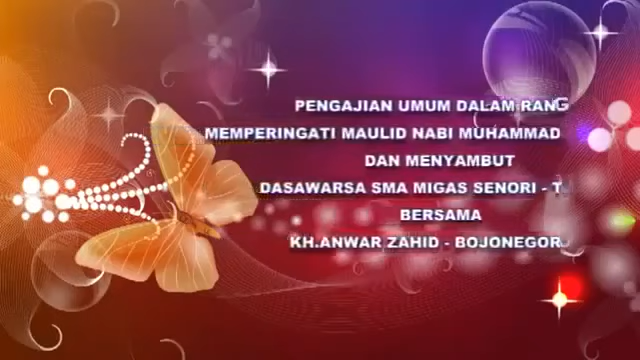 PENGAJIAN UMUM DALAM RANG
MEMPERINGATI MAULID NABI MUHAMMAD
DAN MENYAMBUT
DASAWARSA SMA MIGAS SENORI - T
BERSAMA
KH.ANWAR ZAHID - BOJONEGOR